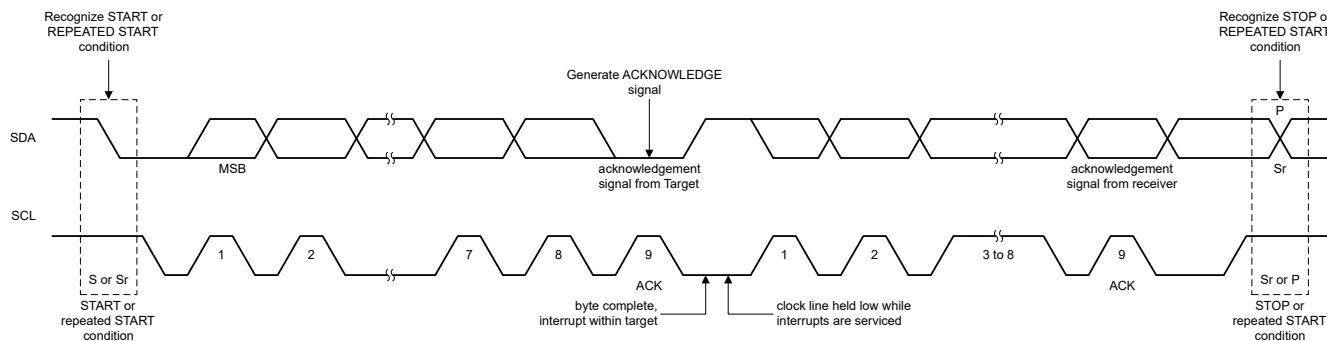 Recognize START or
REPEATED START
condition
Recognize STOP o
REPEATED START
condition
Generate ACKNOWLEDGE
signal
P
SDA
MSB
acknowledgement
signal from Target
acknowledgement
signal from receiver
Sr
SCL
1
2
7
8
9
1
2
3 to 8
9
S or Sr
ACK
ACK
Sr or P
START or
repeated START
condition
byte complete,
interrupt within target
clock line held low while
interrupts are serviced
STOP or
repeated START
condition